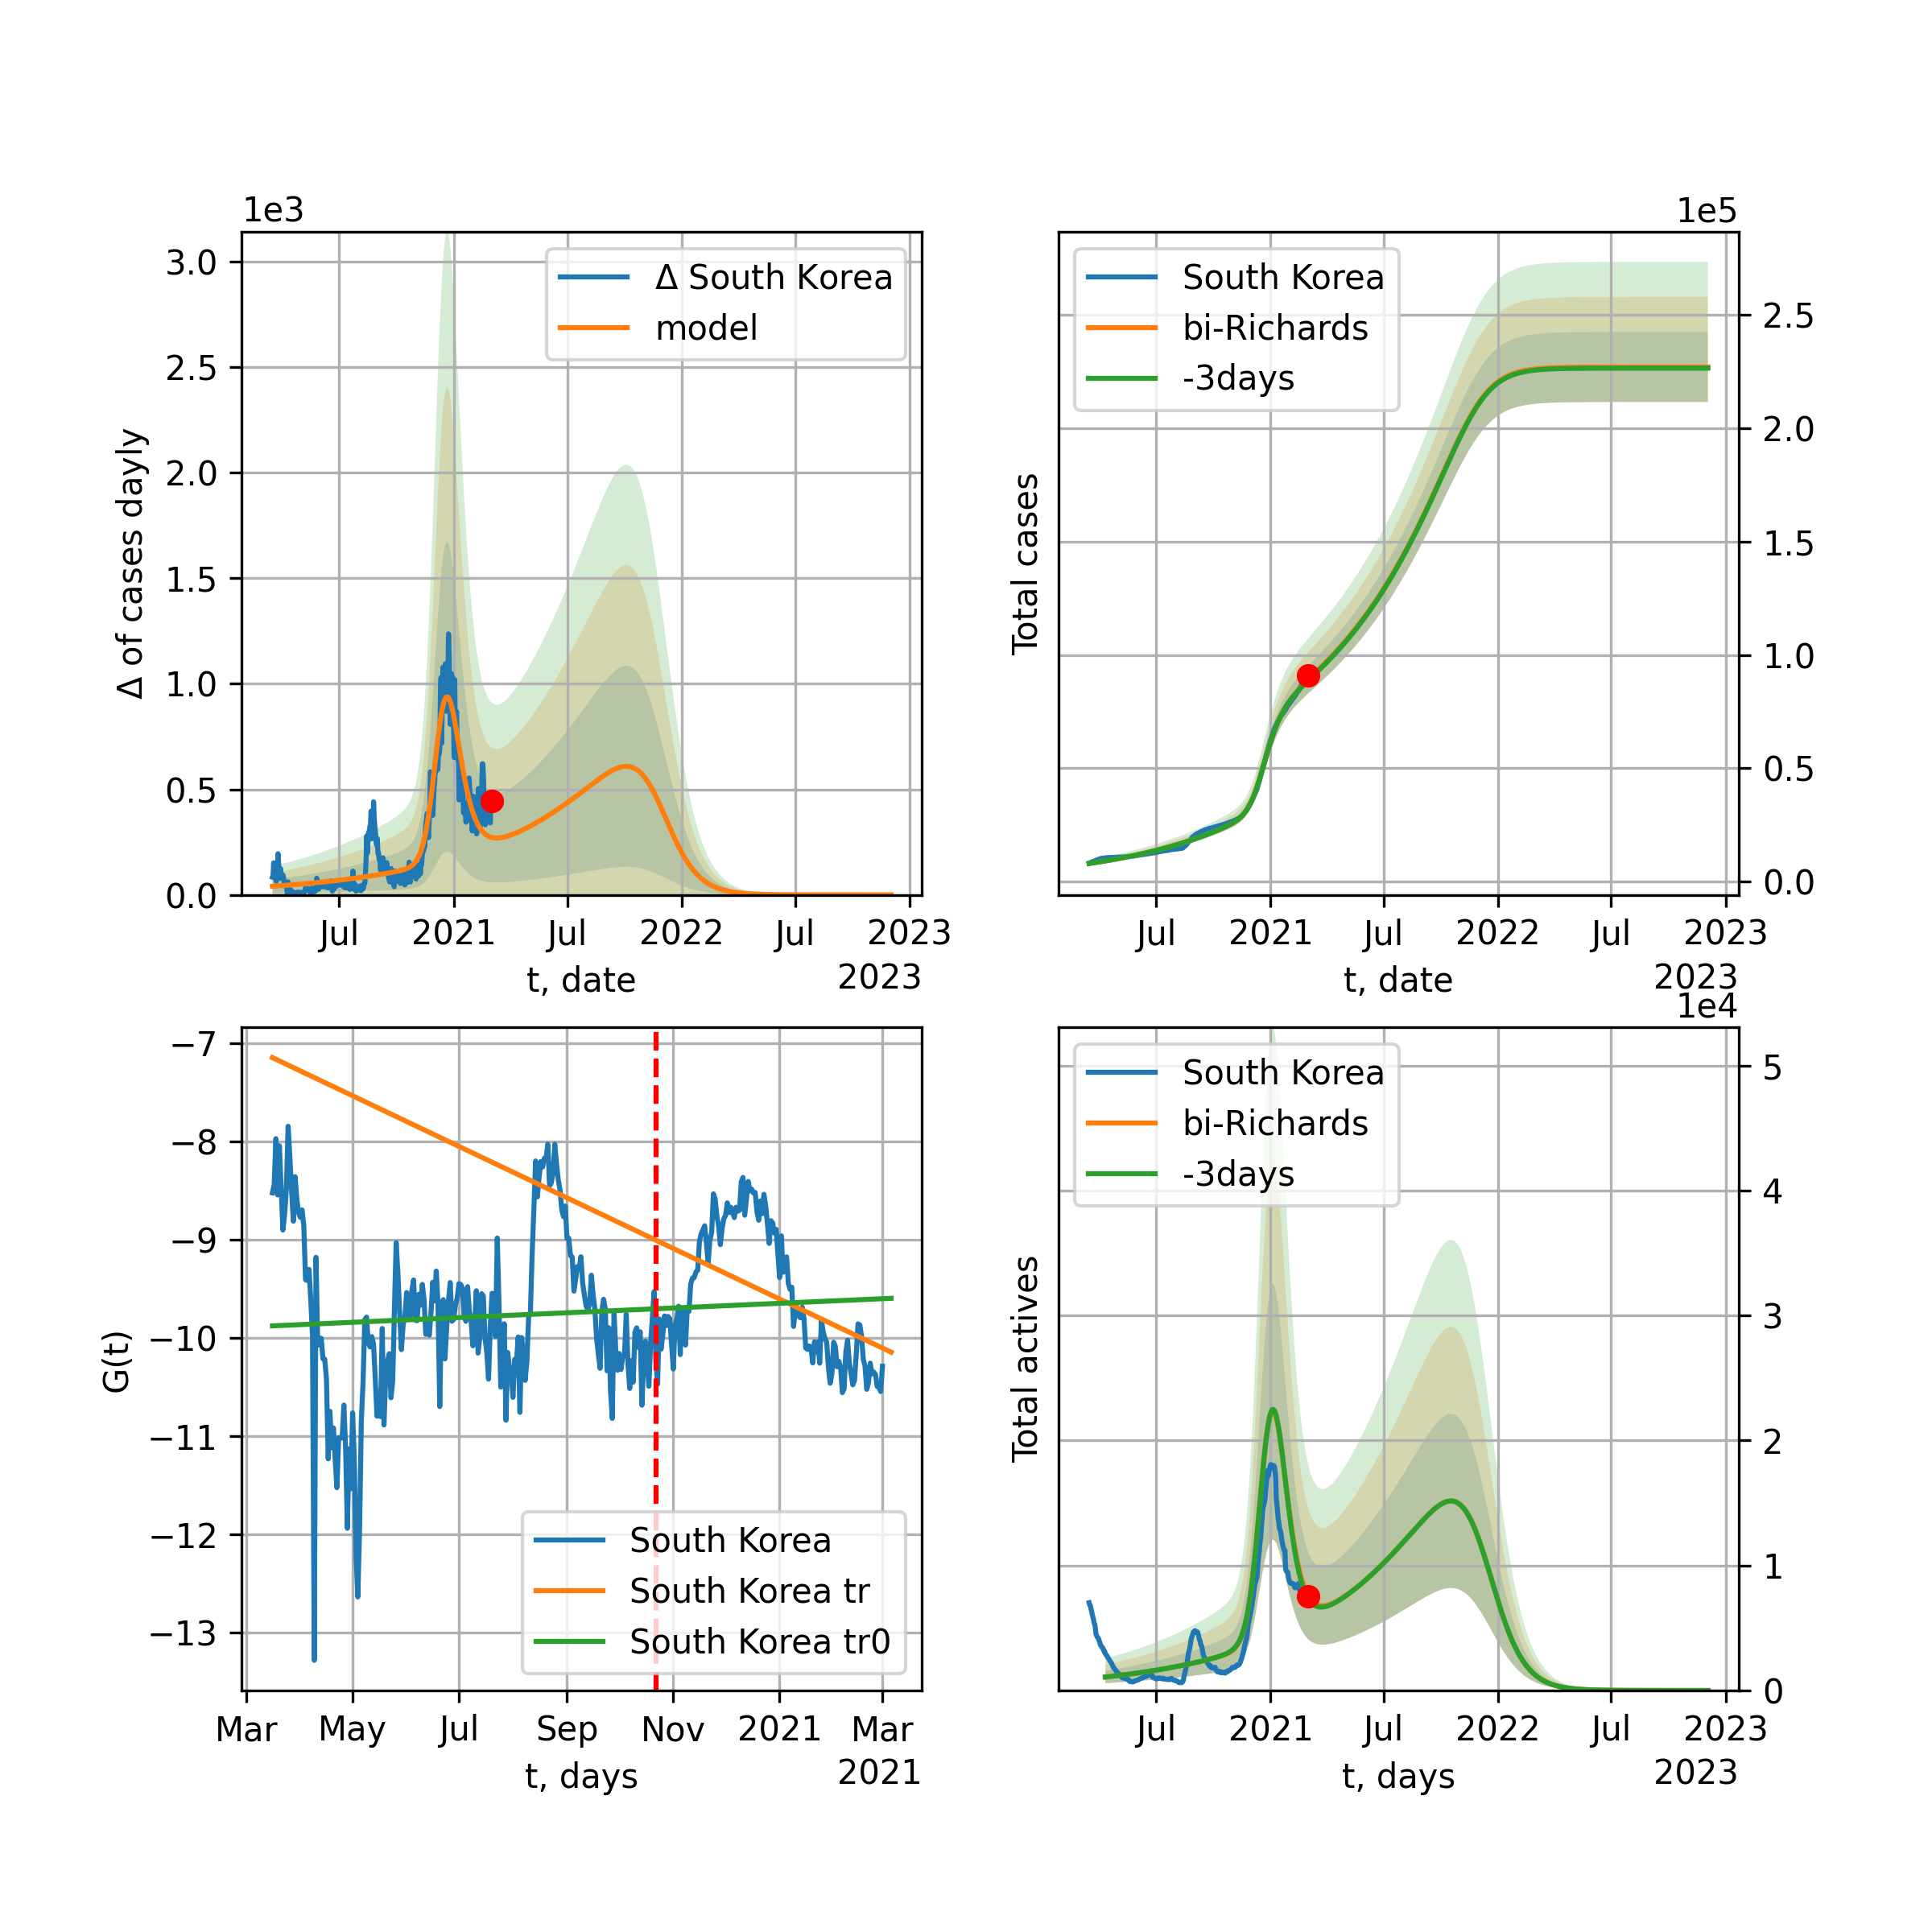 1e3
Δ of cases dayly
3.0
2.5
2.0
1.5
1.0
0.5
0.0
Δ South Korea
model
Jul 2021 Jul 2022 Jul 2023
t, date
2023
1e5
Total cases
South Korea
bi-Richards
-3days
2.5
2.0
1.5
1.0
0.5
0.0
Jul 2021 Jul 2022 Jul 2023
t, date
2023
G(t)
−7
−8
−9
−10
−11
−12
−13
South Korea
South Korea tr
South Korea tr0
Mar May Jul Sep Nov 2021 Mar
t, days
2021
1e4
Total actives
South Korea
bi-Richards
-3days
5
4
3
2
1
0
Jul 2021 Jul 2022 Jul 2023
t, days
2023